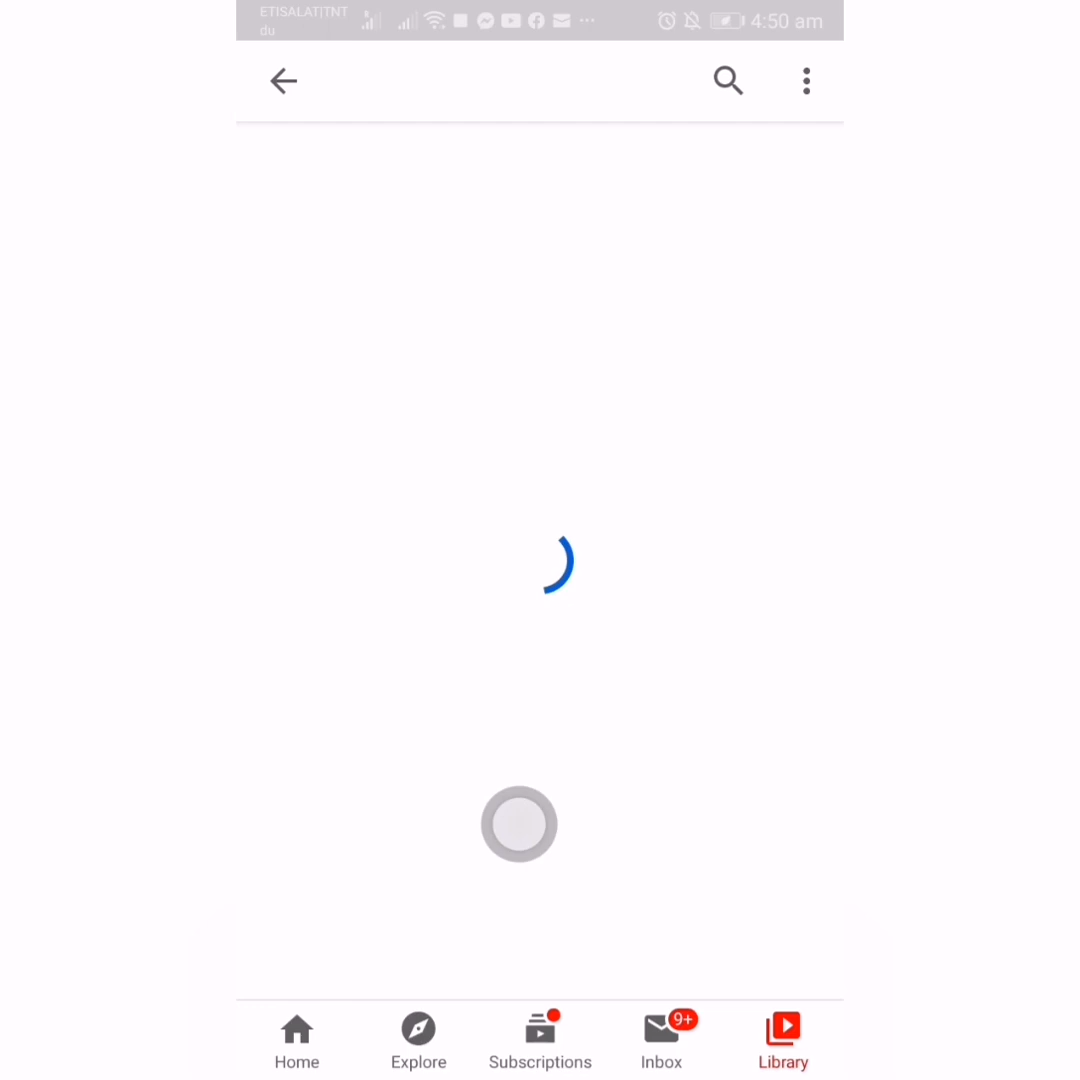 ETISALAT|TNT
du
4:50 am
9+
Home
Explore
Subscriptions
Inbox
Library